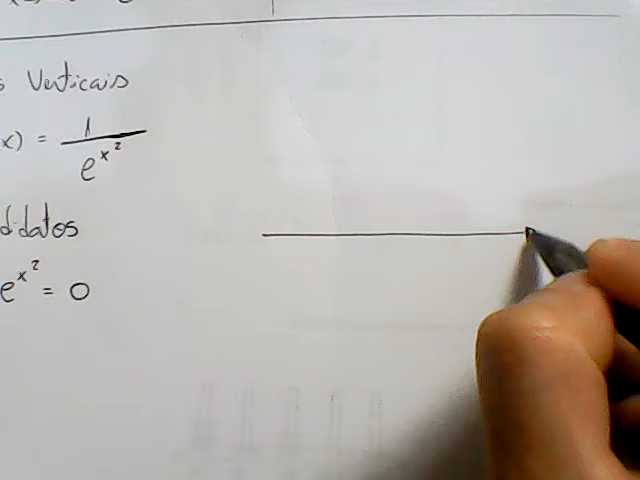 s Verticais
x) = 1 / e^{x^2}
didatos
e^{x^2} = 0